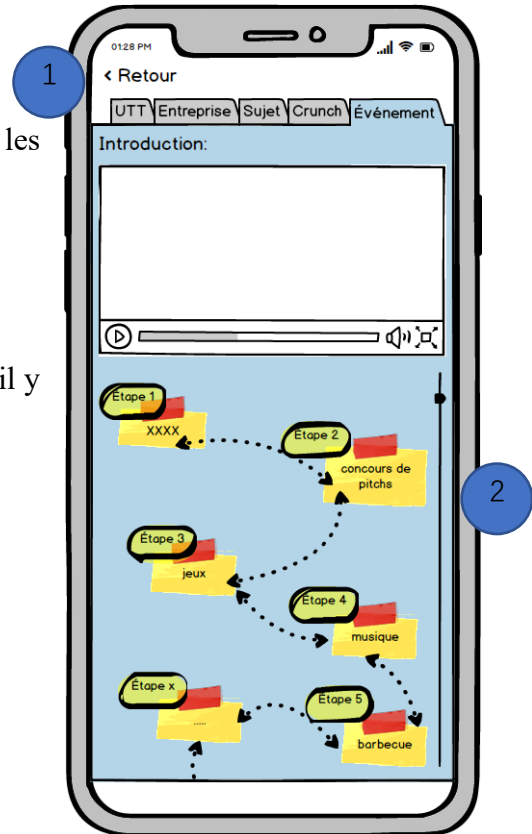 01:28 PM
1
< Retour
UTT Entreprise Sujet Crunch Événement
les
Introduction:
il y
Étape 1
XXXX
Étape 2
concours de
pitchs
2
Étape 3
jeux
Étape 4
musique
Étape x
.....
Étape 5
barbecue